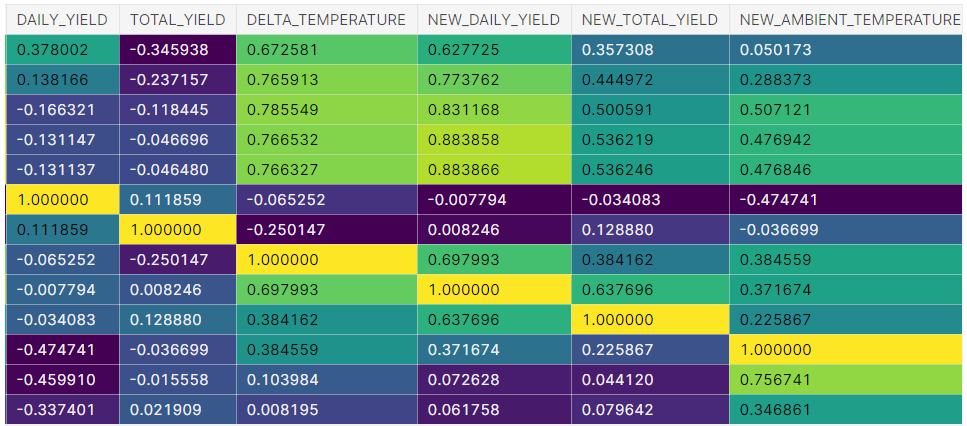 DAILY_YIELD TOTAL_YIELD DELTA_TEMPERATURE NEW_DAILY_YIELD NEW_TOTAL_YIELD NEW_AMBIENT_TEMPERATURE
0.378002 -0.345938 0.672581 0.627725 0.357308 0.050173
0.138166 -0.237157 0.765913 0.773762 0.444972 0.288373
-0.166321 -0.118445 0.785549 0.831168 0.500591 0.507121
-0.131147 -0.046696 0.766532 0.883858 0.536219 0.476942
-0.131137 -0.046480 0.766327 0.883866 0.536246 0.476846
1.000000 0.111859 -0.065252 -0.007794 -0.034083 -0.474741
0.111859 1.000000 -0.250147 0.008246 0.128880 -0.036699
-0.065252 -0.250147 1.000000 0.697993 0.384162 0.384559
-0.007794 0.008246 0.697993 1.000000 0.637696 0.371674
-0.034083 0.128880 0.384162 0.637696 1.000000 0.225867
-0.474741 -0.036699 0.384559 0.371674 0.225867 1.000000
-0.459910 -0.015558 0.103984 0.072628 0.044120 0.756741
-0.337401 0.021909 0.008195 0.061758 0.079642 0.346861